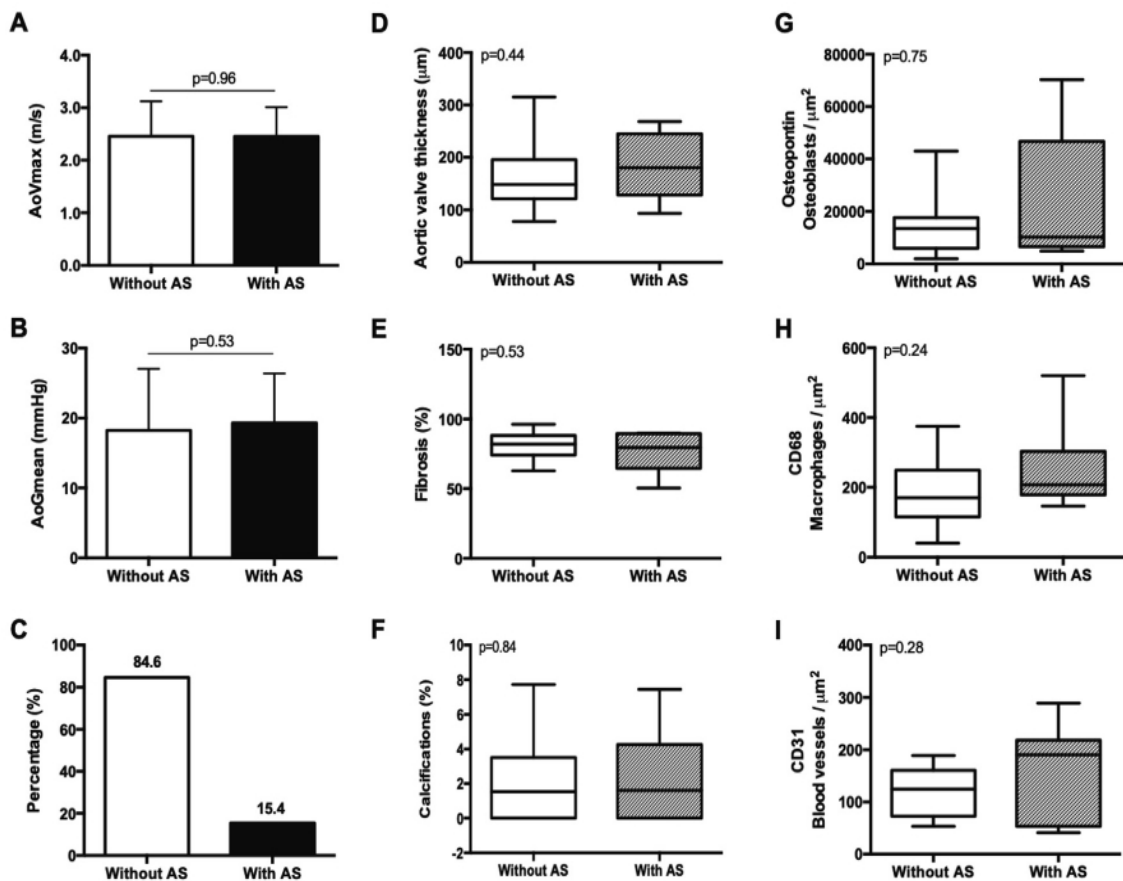 A
AoVmax (m/s)
4.0
3.0
2.0
1.0
0.0
p=0.96
Without AS
With AS
B
AoGmean (mmHg)
30
20
10
0
p=0.53
Without AS
With AS
C
Percentage (%)
100
80
60
40
20
0
84.6
15.4
Without AS
With AS
D
Aortic valve thickness (μm)
400
300
200
100
0
p=0.44
Without AS
With AS
E
Fibrosis (%)
150
100
50
0
p=0.53
Without AS
With AS
F
Calcifications (%)
10
8
6
4
2
0
-2
p=0.84
Without AS
With AS
G
Osteopontin
Osteoblasts / μm²
80000
60000
40000
20000
0
p=0.75
Without AS
With AS
H
CD68
Macrophages / μm²
600
400
200
0
p=0.24
Without AS
With AS
I
CD31
Blood vessels / μm²
400
300
200
100
0
p=0.28
Without AS
With AS